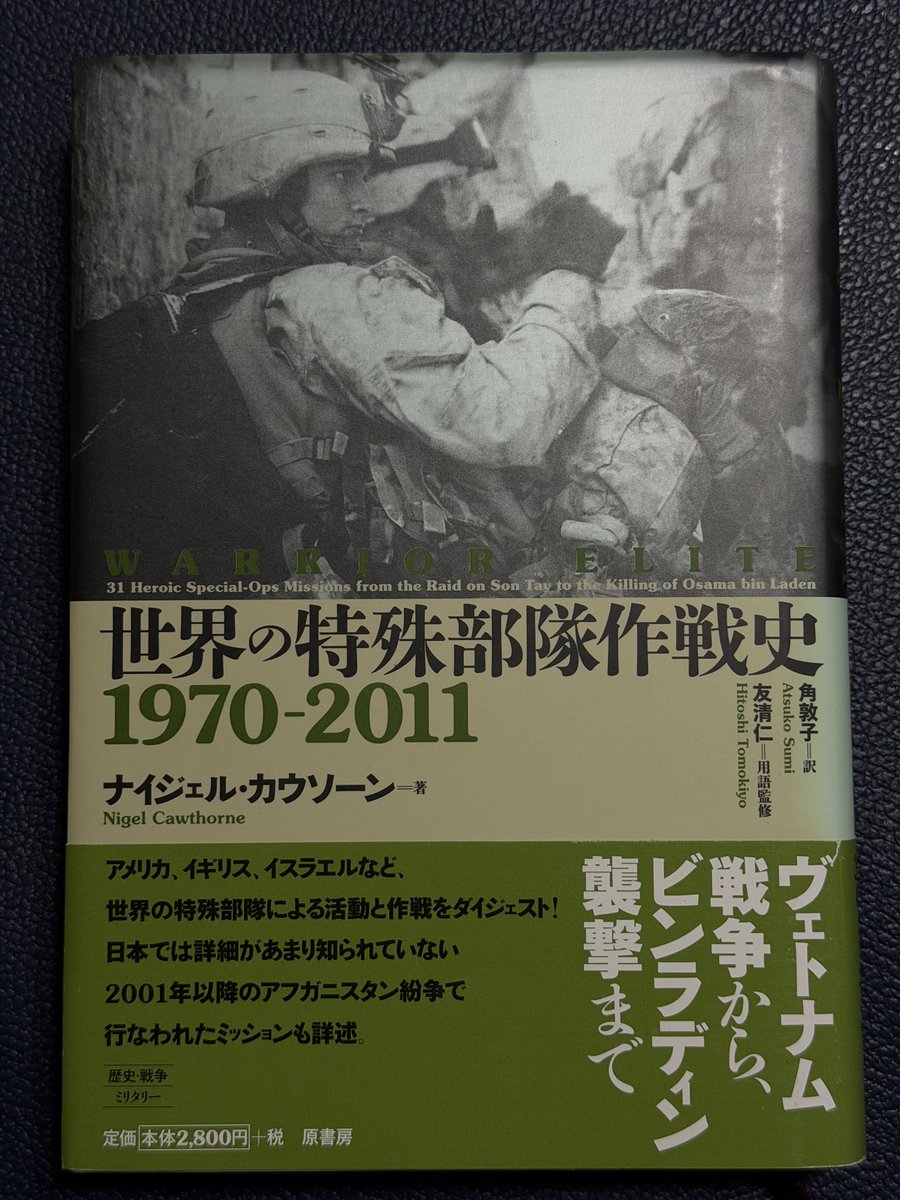 WARRIOR ELITE
31 Heroic Special-Ops Missions from the Raid on Son Tay to the Killing of Osama bin Laden
世界の特殊部隊作戦史
1970-2011
角敦子=訳
Atsuko Sumi
友清仁=用語監修
Hitoshi Tomokiyo
ナイジェル・カウソーン=著
Nigel Cawthorne
ヴェトナム
戦争から、
ビンラディン
襲撃まで
アメリカ、イギリス、イスラエルなど、
世界の特殊部隊による活動と作戦をダイジェスト!
日本では詳細があまり知られていない
2001年以降のアフガニスタン紛争で
行なわれたミッションも詳述。
歴史・戦争
ミリタリー
定価 本体2,800円+税 原書房